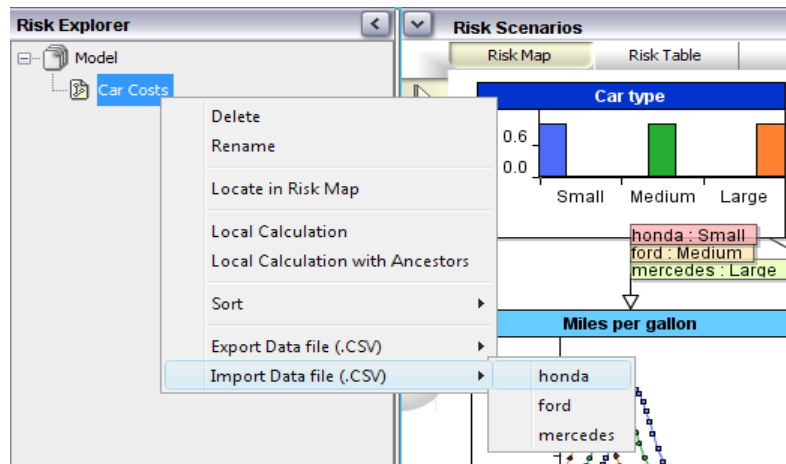 Risk Explorer
Model
Car Costs
Delete
Rename
Locate in Risk Map
Local Calculation
Local Calculation with Ancestors
Sort
Export Data file (.CSV)
Import Data file (.CSV)
honda
ford
mercedes
Risk Scenarios
Risk Map
Risk Table
Car type
0.6
0.0
Small Medium Large
honda : Small
ford : Medium
mercedes : Large
Miles per gallon